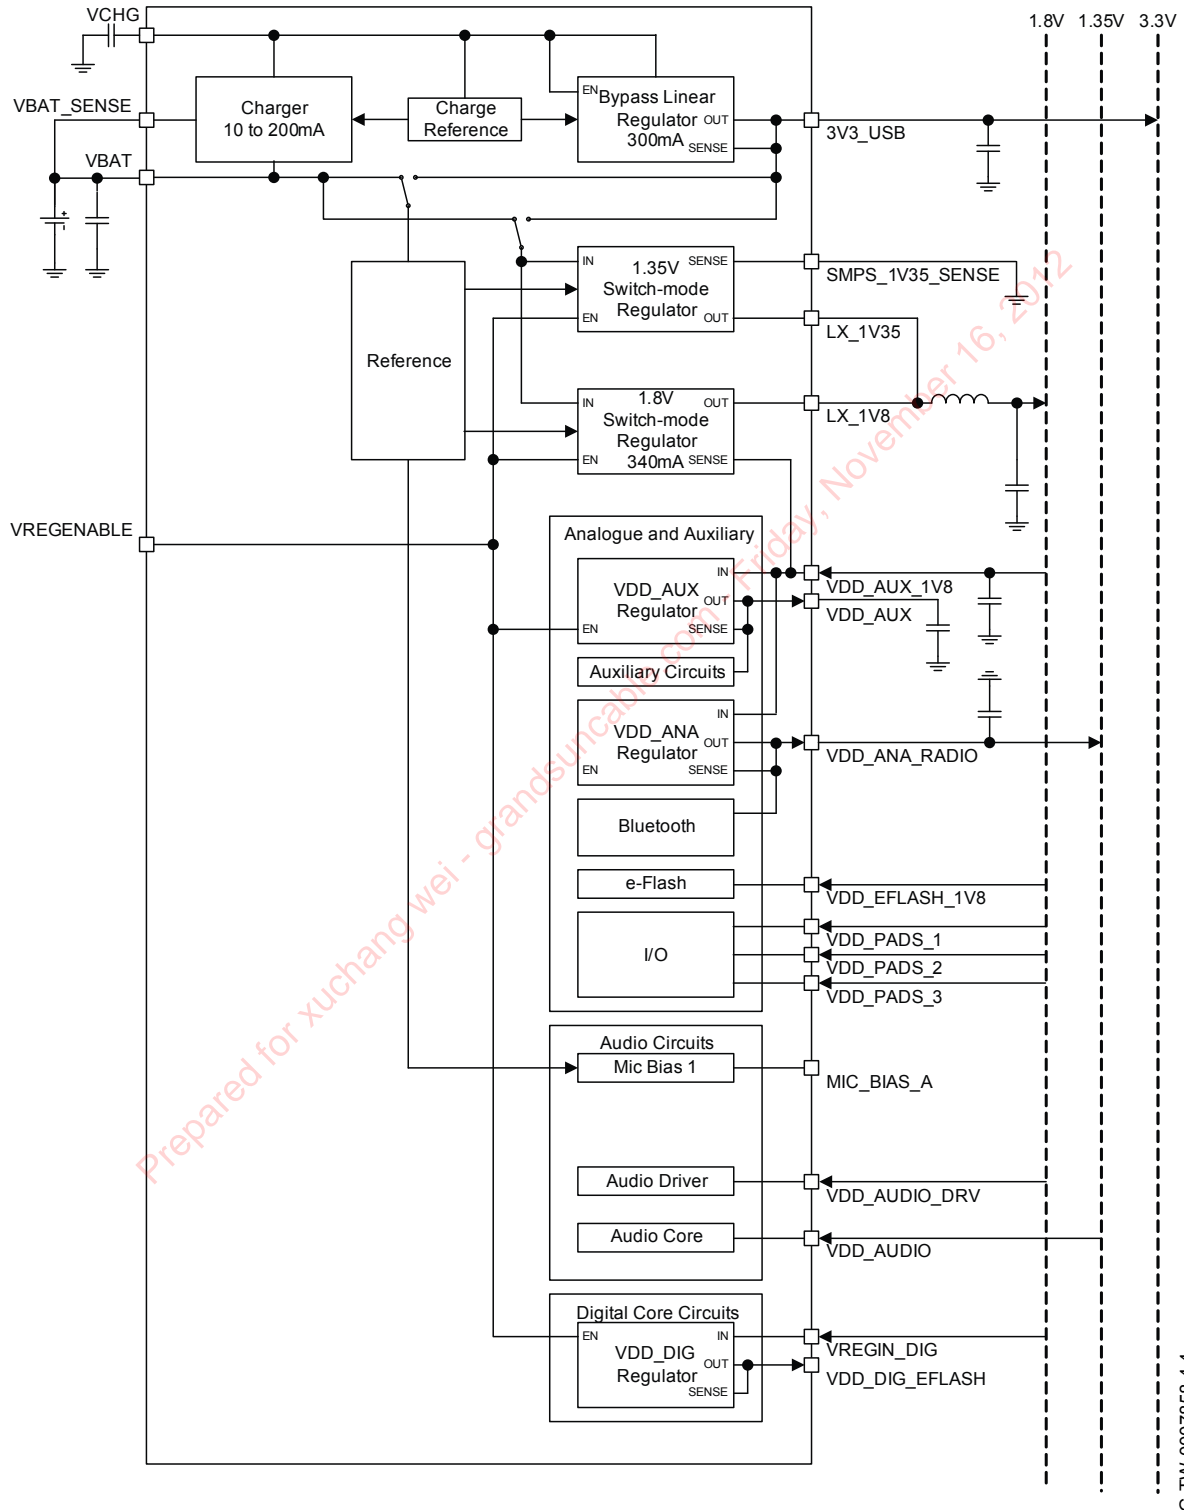 VCHG
1.8V 1.35V 3.3V
VBAT_SENSE
Charger
10 to 200mA
Charge
Reference
EN
Bypass Linear
Regulator
300mA
OUT
SENSE
3V3_USB
VBAT
+
-
Reference
IN
EN
1.35V
Switch-mode
Regulator
SENSE
OUT
SMPS_1V35_SENSE
LX_1V35
IN
EN
1.8V
Switch-mode
Regulator
340mA
OUT
SENSE
LX_1V8
VREGENABLE
Analogue and Auxiliary
VDD_AUX
Regulator
IN
OUT
SENSE
EN
VDD_AUX_1V8
VDD_AUX
Auxiliary Circuits
VDD_ANA
Regulator
IN
OUT
SENSE
EN
VDD_ANA_RADIO
Bluetooth
e-Flash
VDD_EFLASH_1V8
I/O
VDD_PADS_1
VDD_PADS_2
VDD_PADS_3
Audio Circuits
Mic Bias 1
MIC_BIAS_A
Audio Driver
VDD_AUDIO_DRV
Audio Core
VDD_AUDIO
Digital Core Circuits
EN
IN
VDD_DIG
Regulator
OUT
SENSE
VREGIN_DIG
VDD_DIG_EFLASH
Prepared for xuchang wei - grandsuncable.com - Friday, November 16, 2012